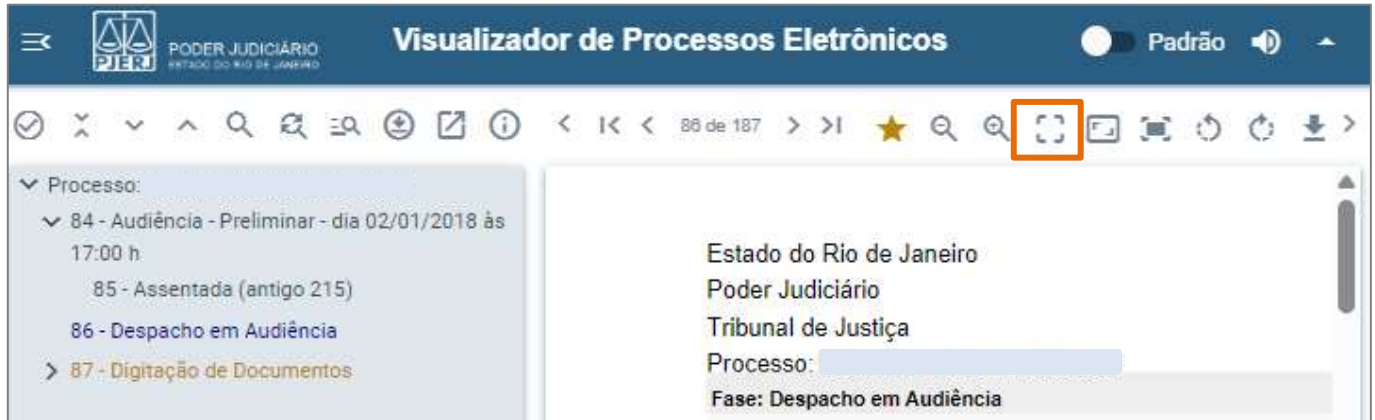 PJERJ
PODER JUDICIÁRIO
ESTADO DO RIO DE JANEIRO
Visualizador de Processos Eletrônicos
Padrão
86 de 187
Processo:
84 - Audiência - Preliminar - dia 02/01/2018 às
17:00 h
85 - Assentada (antigo 215)
86 - Despacho em Audiência
87 - Digitação de Documentos
Estado do Rio de Janeiro
Poder Judiciário
Tribunal de Justiça
Processo:
Fase: Despacho em Audiência